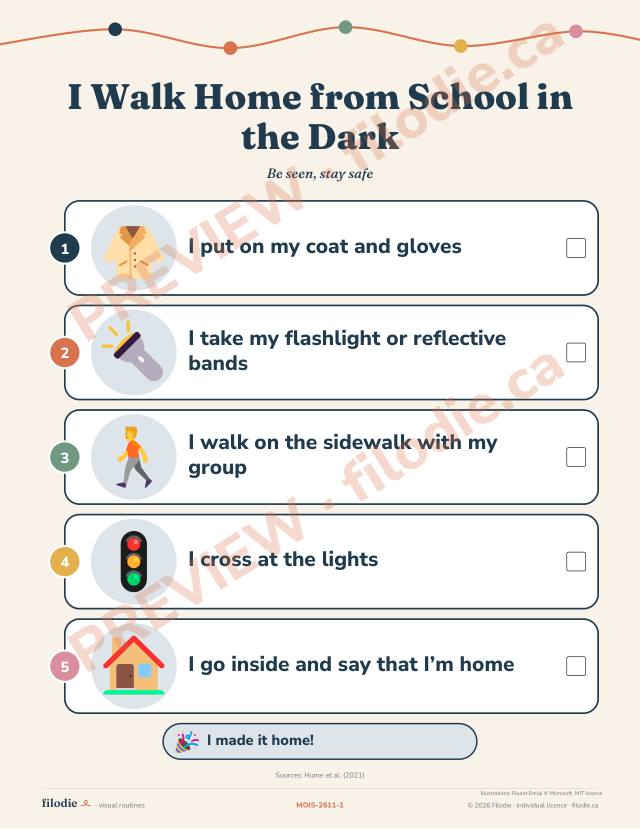 I Walk Home from School in
the Dark
Be seen, stay safe
1
I put on my coat and gloves
2
I take my flashlight or reflective
bands
3
I walk on the sidewalk with my
group
4
I cross at the lights
5
I go inside and say that I’m home
I made it home!
Sources: Hume et al. (2021)
Illustrations: Fluent Emoji © Microsoft, MIT licence
filodie · visual routines
MOIS-2611-1
© 2026 Filodie · individual licence · filodie.ca
PREVIEW · filodie.ca
PREVIEW · filodie.ca